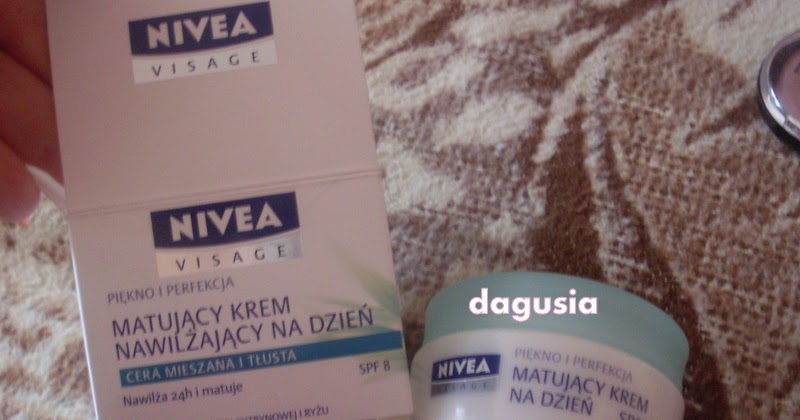 NIVEA
VISAGE
NIVEA
VISAGE
PIĘKNO I PERFEKCJA
MATUJĄCY KREM
NAWILŻAJĄCY NA DZIEŃ
CERA MIESZANA I TŁUSTA
SPF 8
Nawilża 24h i matuje
I RYŻU
dagusia
NIVEA
VISAGE
PIĘKNO I PERFEKCJA
MATUJĄCY KREM
NA DZIEŃ